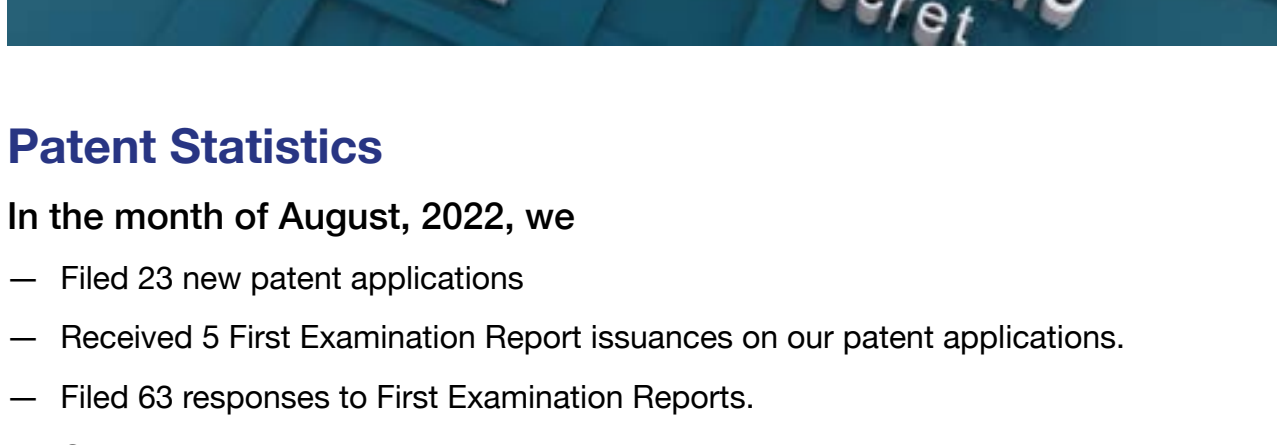 Patent Statistics
In the month of August, 2022, we
— Filed 23 new patent applications
— Received 5 First Examination Report issuances on our patent applications.
— Filed 63 responses to First Examination Reports.